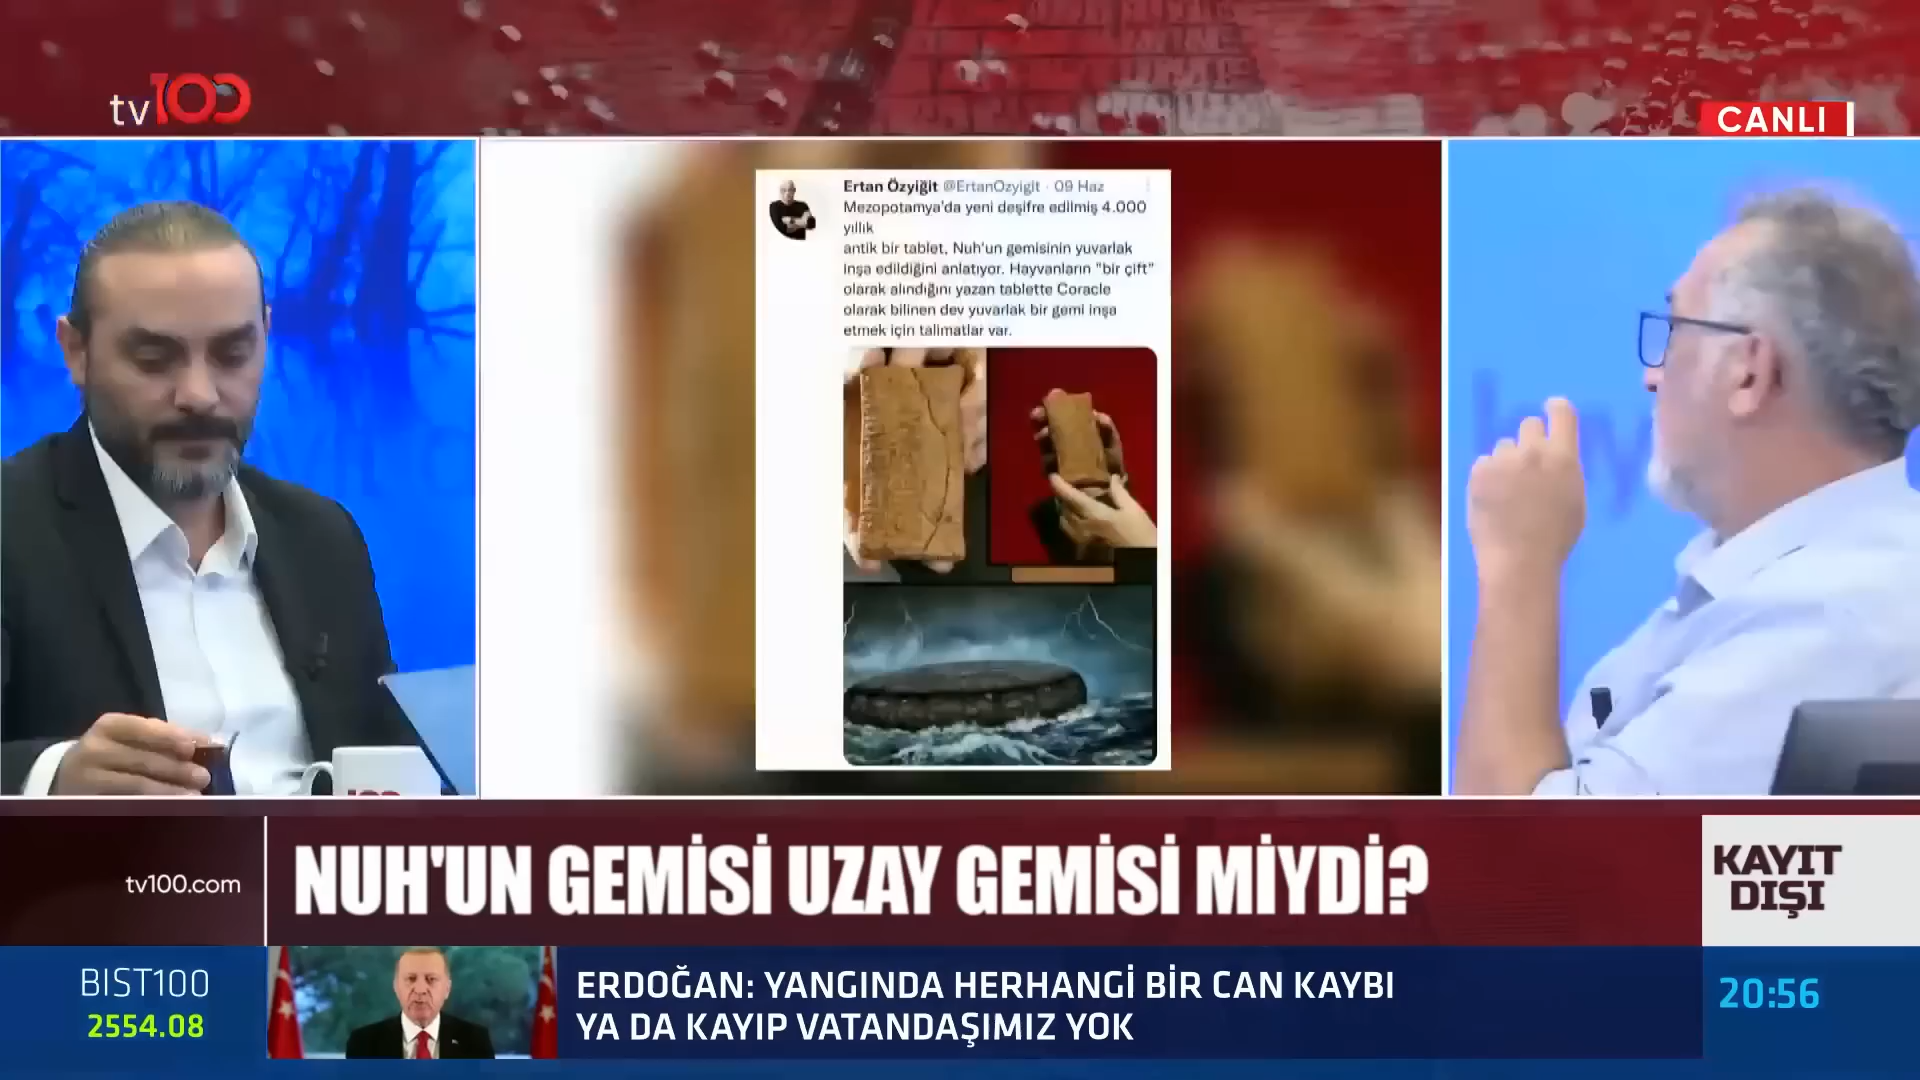 tv100
CANLI
Ertan Özyiğit @ErtanOzyigit · 09 Haz
Mezopotamya'da yeni deşifre edilmiş 4.000
yıllık
antik bir tablet, Nuh'un gemisinin yuvarlak
inşa edildiğini anlatıyor. Hayvanların "bir çift"
olarak alındığını yazan tablette Coracle
olarak bilinen dev yuvarlak bir gemi inşa
etmek için talimatlar var.
tv100.com
NUH'UN GEMİSİ UZAY GEMİSİ MİYDİ?
KAYIT
DIŞI
BIST100
2554.08
ERDOĞAN: YANGINDA HERHANGİ BİR CAN KAYBI
YA DA KAYIP VATANDAŞIMIZ YOK
20:56